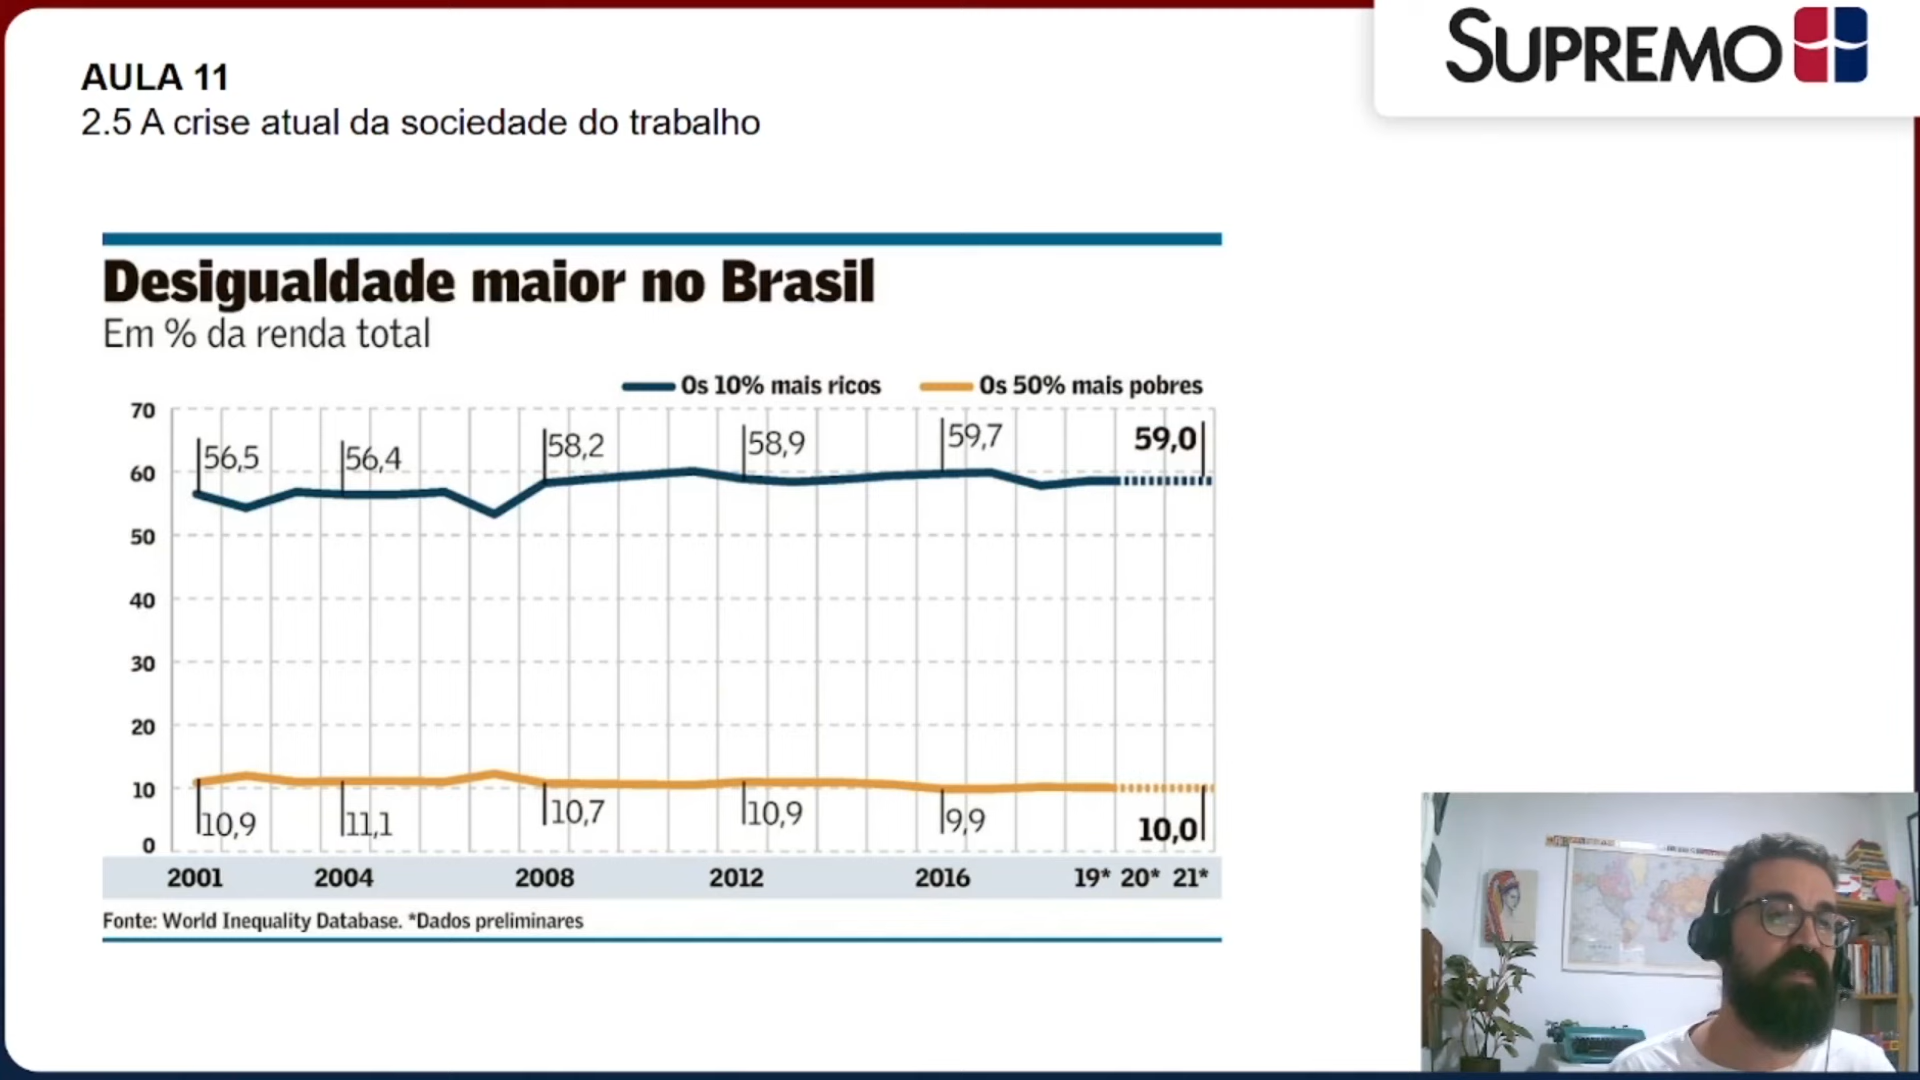 SUPREMO
AULA 11
2.5 A crise atual da sociedade do trabalho
Desigualdade maior no Brasil
Em % da renda total
Os 10% mais ricos Os 50% mais pobres
70
60
50
40
30
20
10
0
56,5 56,4 58,2 58,9 59,7 59,0
10,9 11,1 10,7 10,9 9,9 10,0
2001 2004 2008 2012 2016 19* 20* 21*
Fonte: World Inequality Database. *Dados preliminares